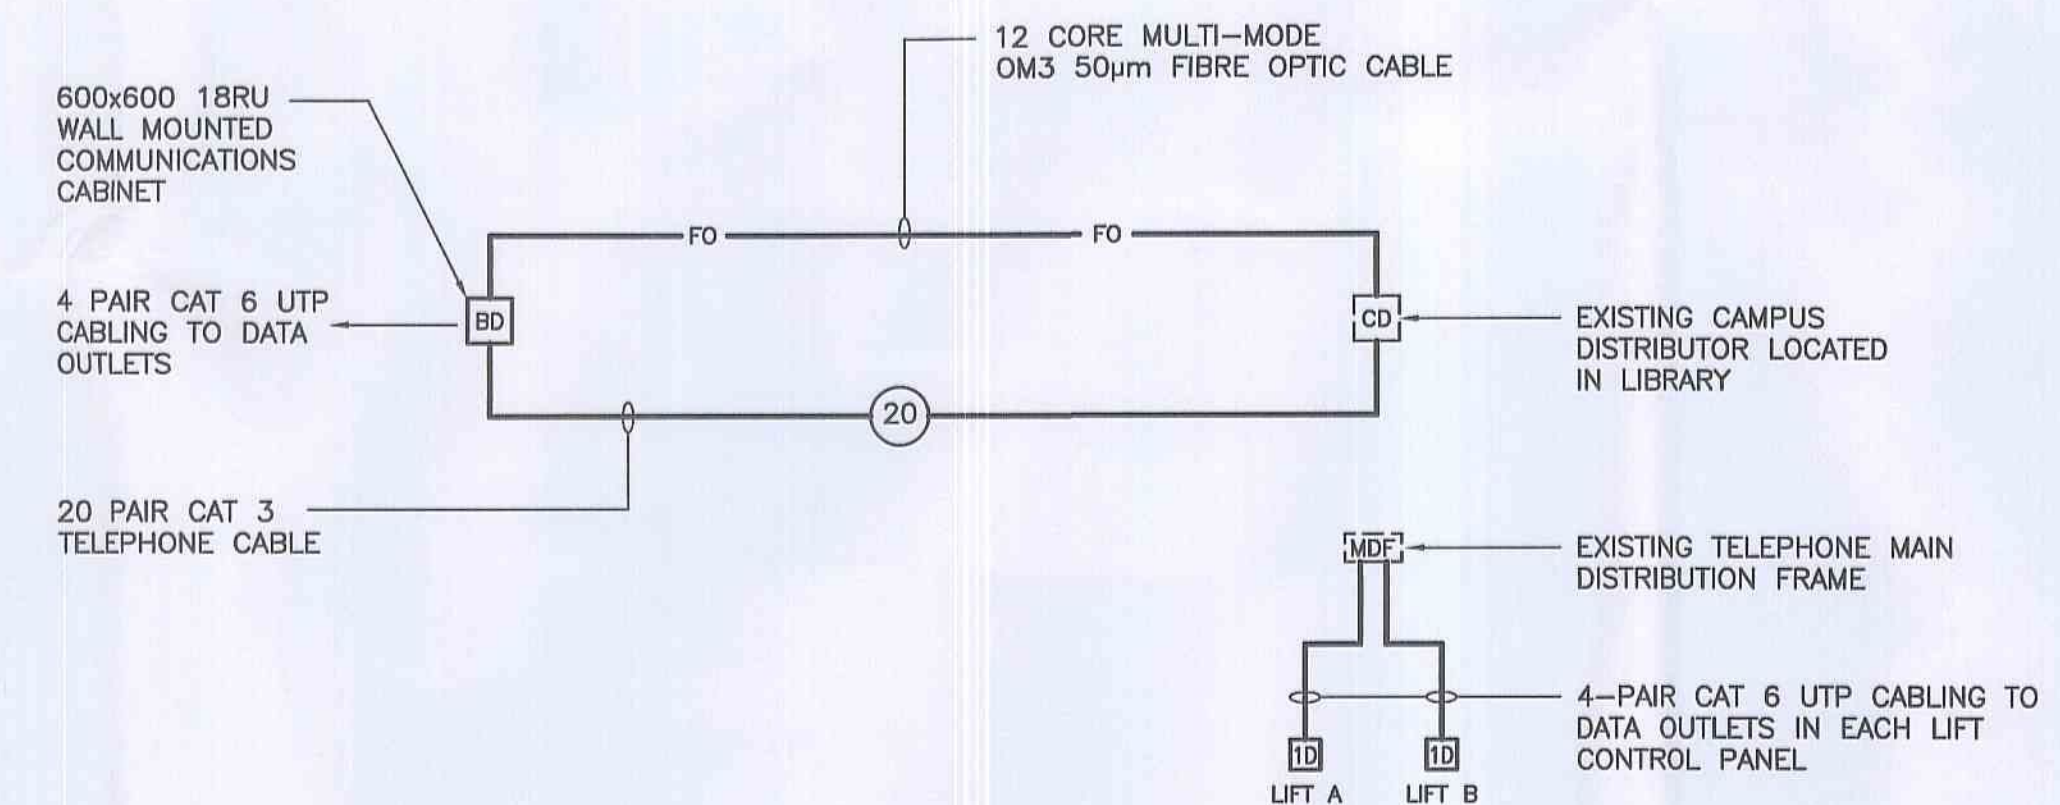 12 CORE MULTI-MODE
OM3 50µm FIBRE OPTIC CABLE
600x600 18RU
WALL MOUNTED
COMMUNICATIONS
CABINET
FO
FO
4 PAIR CAT 6 UTP
CABLING TO DATA
OUTLETS
BD
CD
EXISTING CAMPUS
DISTRIBUTOR LOCATED
IN LIBRARY
20
20 PAIR CAT 3
TELEPHONE CABLE
MDF
EXISTING TELEPHONE MAIN
DISTRIBUTION FRAME
4-PAIR CAT 6 UTP CABLING TO
DATA OUTLETS IN EACH LIFT
CONTROL PANEL
1D
1D
LIFT A
LIFT B